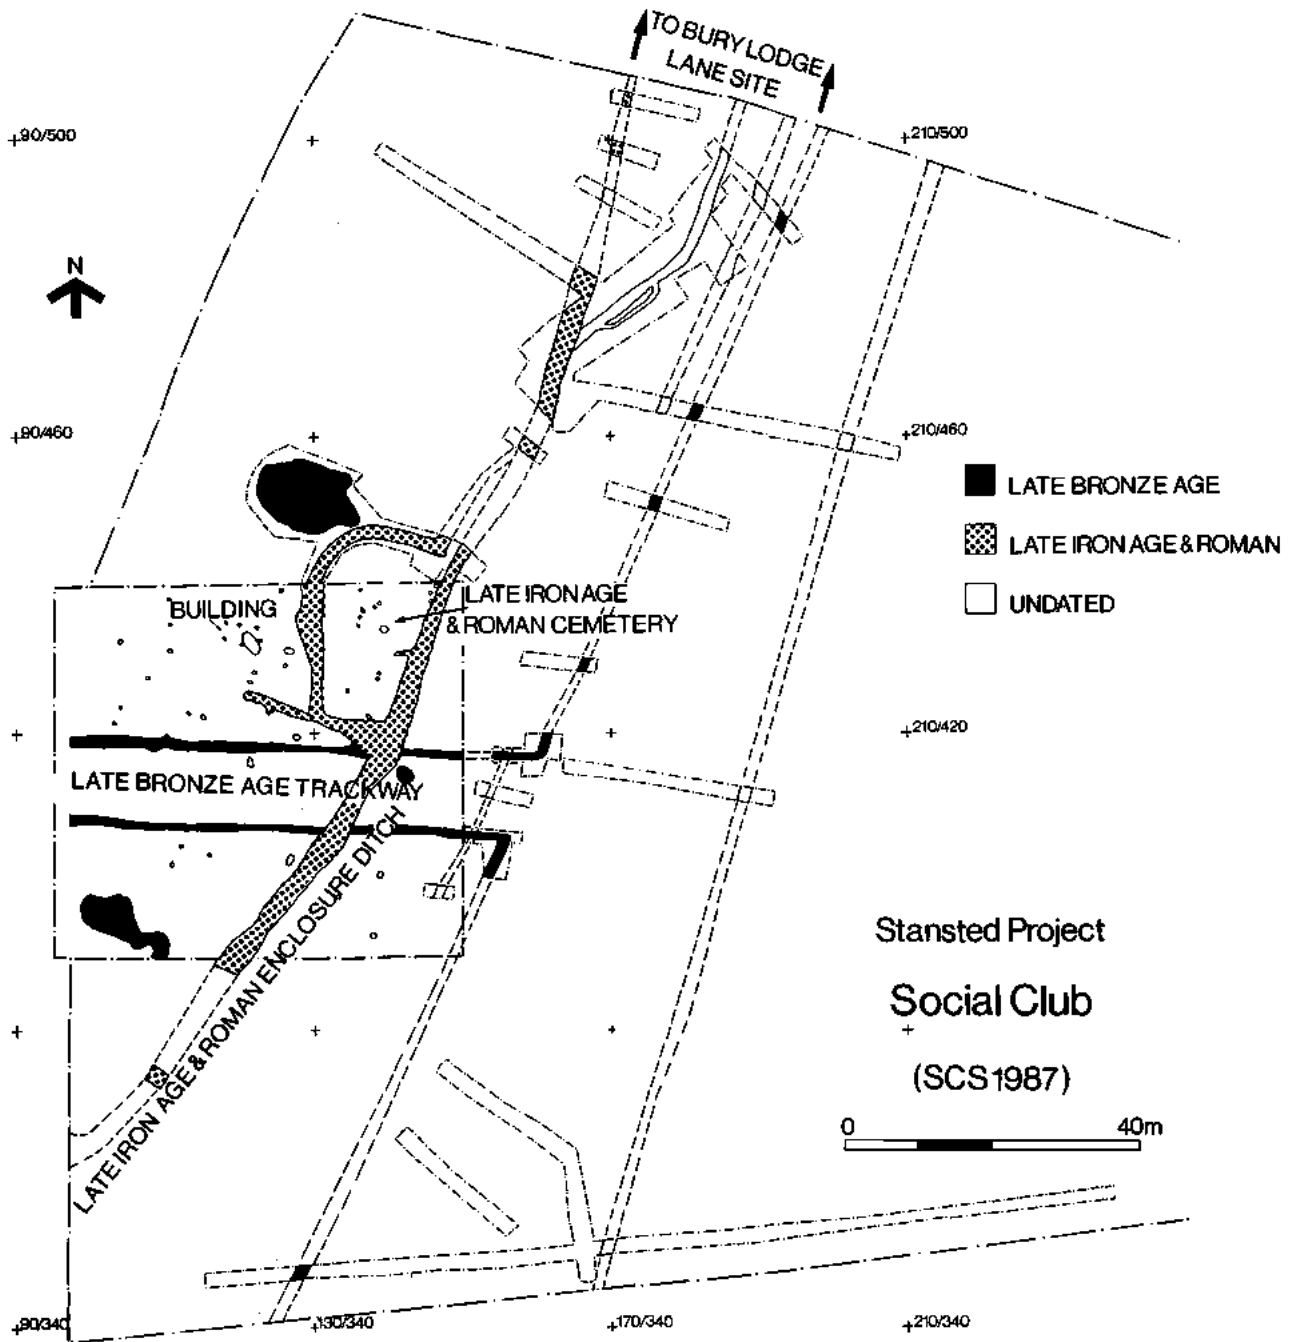 TO BURY LODGE
LANE SITE
+90/500
+210/500
N
+90/460
+210/460
LATE BRONZE AGE
LATE IRON AGE & ROMAN
UNDATED
BUILDING
LATE IRON AGE
& ROMAN CEMETERY
+210/420
LATE BRONZE AGE TRACKWAY
LATE IRON AGE & ROMAN ENCLOSURE DITCH
Stansted Project
Social Club
(SCS1987)
0 40m
+90/340 +130/340 +170/340 +210/340